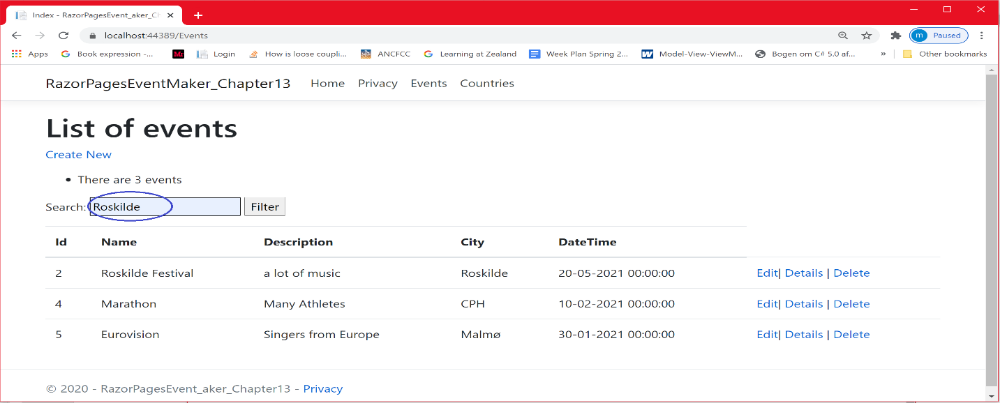 Index - RazorPagesEvent_aker_Ch
localhost:44389/Events
m Paused
Apps Book expression -... Mr Login How is loose coupli... ANCFCC Learning at Zealand Week Plan Spring 2... W Model-View-ViewM... Bogen om C# 5.0 af... » Other bookmarks
RazorPagesEventMaker_Chapter13 Home Privacy Events Countries
List of events
Create New
• There are 3 events
Search: Roskilde Filter
Id Name Description City DateTime
2 Roskilde Festival a lot of music Roskilde 20-05-2021 00:00:00 Edit| Details | Delete
4 Marathon Many Athletes CPH 10-02-2021 00:00:00 Edit| Details | Delete
5 Eurovision Singers from Europe Malmø 30-01-2021 00:00:00 Edit| Details | Delete
© 2020 - RazorPagesEvent_aker_Chapter13 - Privacy